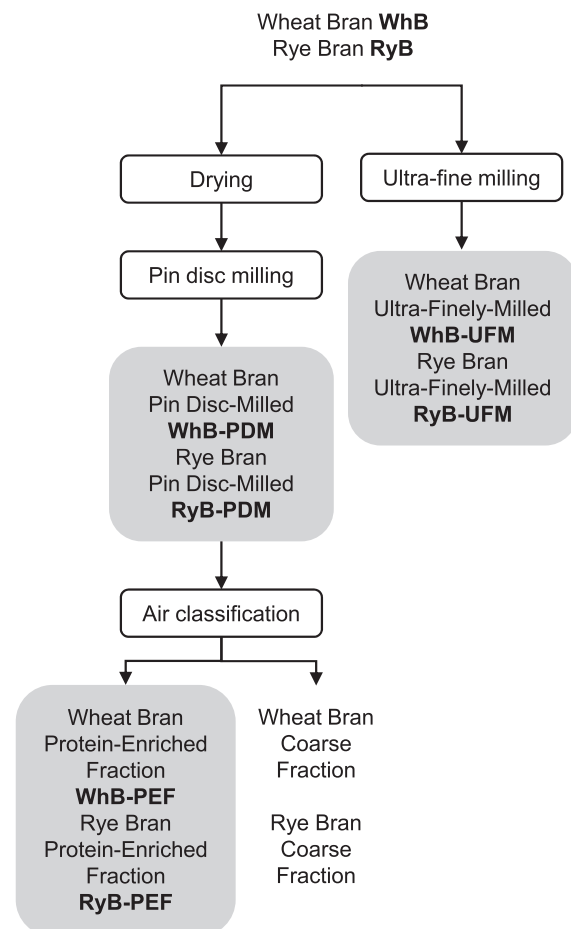 Wheat Bran WhB
Rye Bran RyB
Drying
Ultra-fine milling
Pin disc milling
Wheat Bran
Ultra-Finely-Milled
WhB-UFM
Rye Bran
Ultra-Finely-Milled
RyB-UFM
Wheat Bran
Pin Disc-Milled
WhB-PDM
Rye Bran
Pin Disc-Milled
RyB-PDM
Air classification
Wheat Bran
Protein-Enriched
Fraction
WhB-PEF
Rye Bran
Protein-Enriched
Fraction
RyB-PEF
Wheat Bran
Coarse
Fraction
Rye Bran
Coarse
Fraction